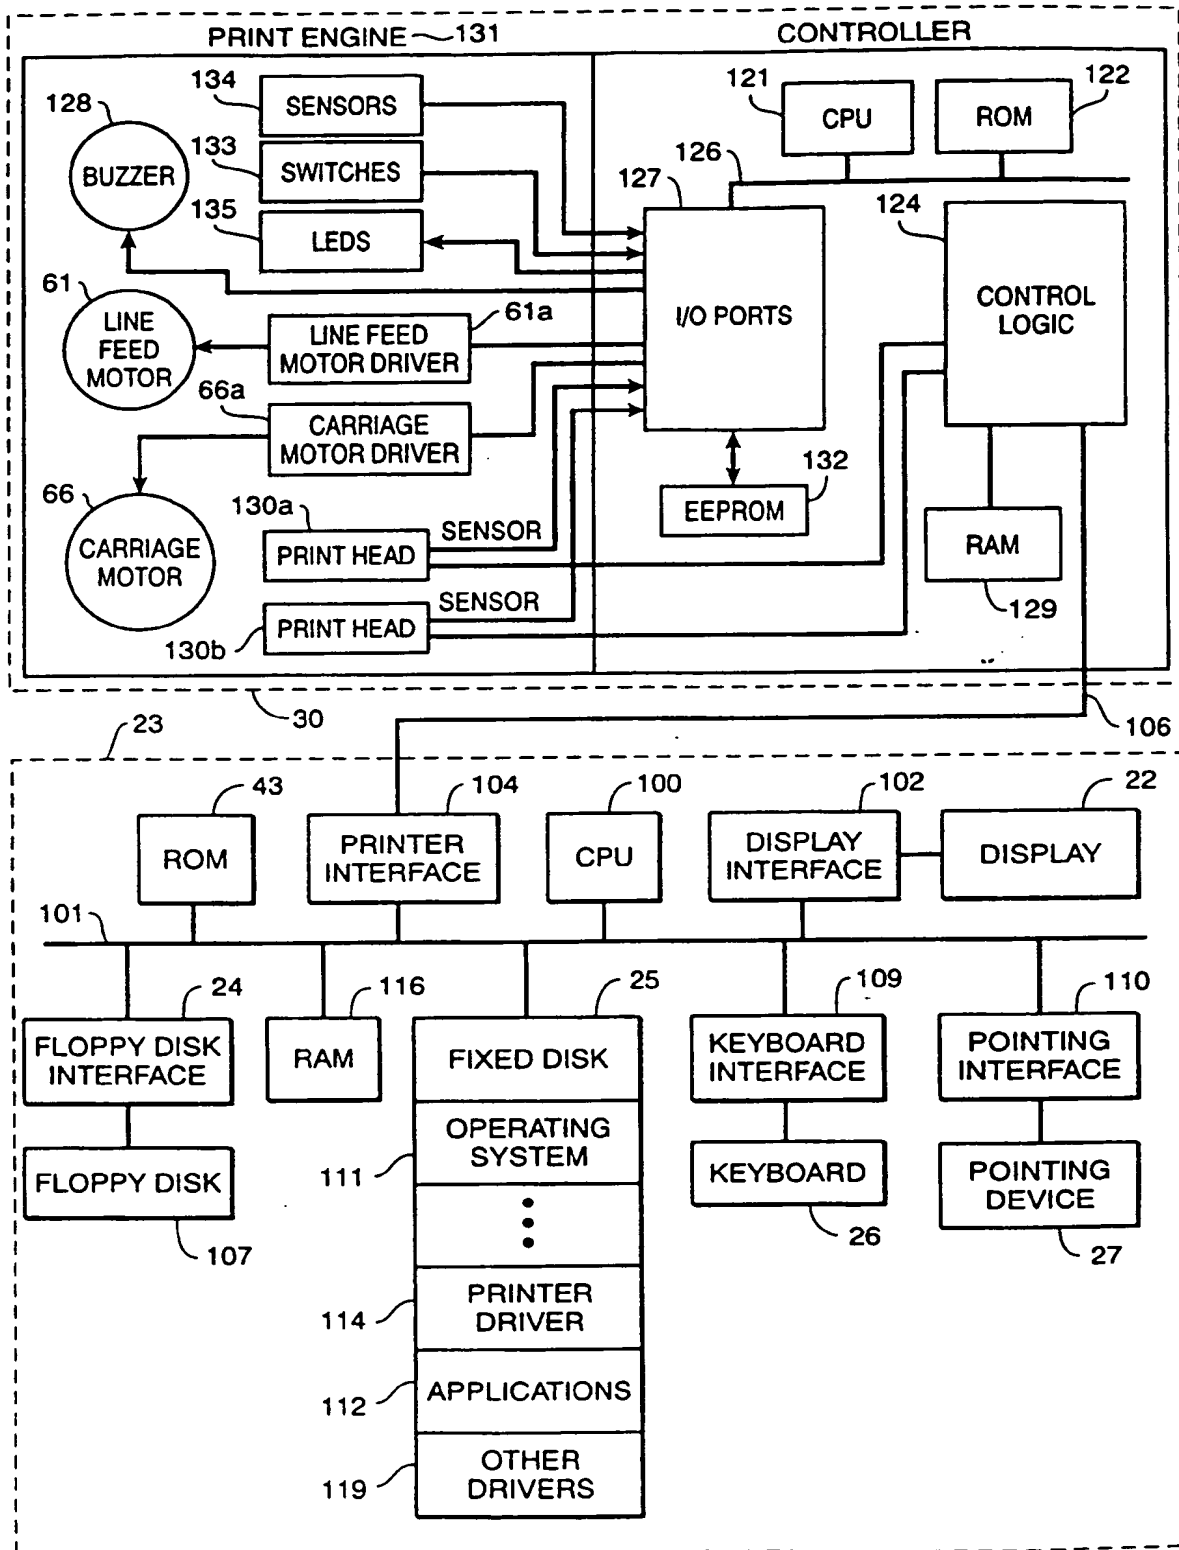 PRINT ENGINE 131
CONTROLLER
134
SENSORS
128
BUZZER
133
SWITCHES
135
LEDS
121
CPU
122
ROM
126
127
I/O PORTS
124
CONTROL
LOGIC
61
LINE
FEED
MOTOR
61a
LINE FEED
MOTOR DRIVER
66a
CARRIAGE
MOTOR DRIVER
66
CARRIAGE
MOTOR
130a
PRINT HEAD
SENSOR
130b
PRINT HEAD
SENSOR
132
EEPROM
RAM
129
30
106
23
43
ROM
104
PRINTER
INTERFACE
100
CPU
102
DISPLAY
INTERFACE
22
DISPLAY
101
24
FLOPPY DISK
INTERFACE
FLOPPY DISK
107
116
RAM
25
FIXED DISK
OPERATING
SYSTEM
111
PRINTER
DRIVER
114
APPLICATIONS
112
OTHER
DRIVERS
119
109
KEYBOARD
INTERFACE
KEYBOARD
26
110
POINTING
INTERFACE
POINTING
DEVICE
27